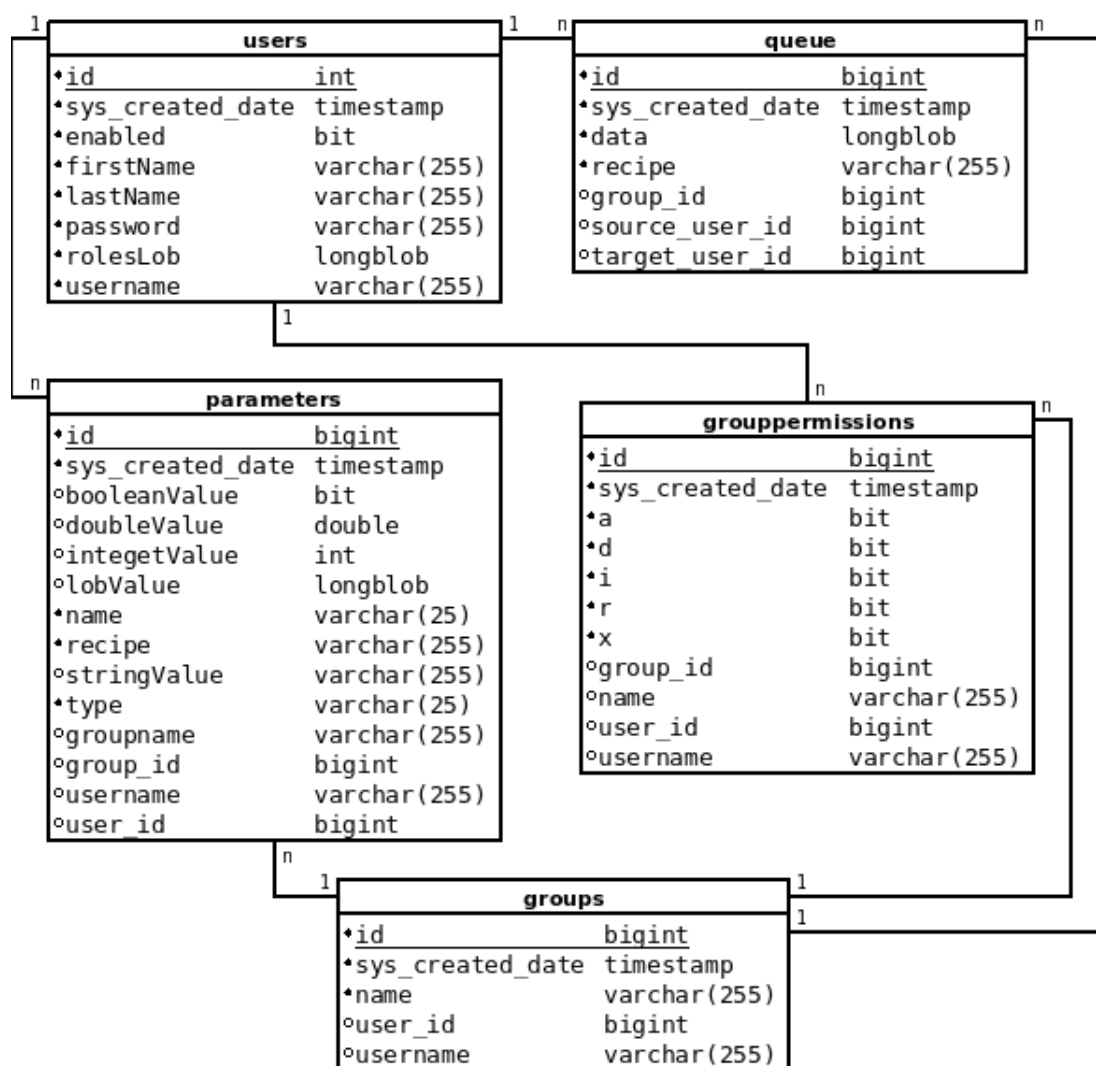 1
1
n
n
users
id int
sys_created_date timestamp
enabled bit
firstName varchar(255)
lastName varchar(255)
password varchar(255)
rolesLob longblob
username varchar(255)
queue
id bigint
sys_created_date timestamp
data longblob
recipe varchar(255)
group_id bigint
source_user_id bigint
target_user_id bigint
1
n
n
n
parameters
id bigint
sys_created_date timestamp
booleanValue bit
doubleValue double
integetValue int
lobValue longblob
name varchar(25)
recipe varchar(255)
stringValue varchar(255)
type varchar(25)
groupname varchar(255)
group_id bigint
username varchar(255)
user_id bigint
grouppermissions
id bigint
sys_created_date timestamp
a bit
d bit
i bit
r bit
x bit
group_id bigint
name varchar(255)
user_id bigint
username varchar(255)
n
1
1
1
groups
id bigint
sys_created_date timestamp
name varchar(255)
user_id bigint
username varchar(255)